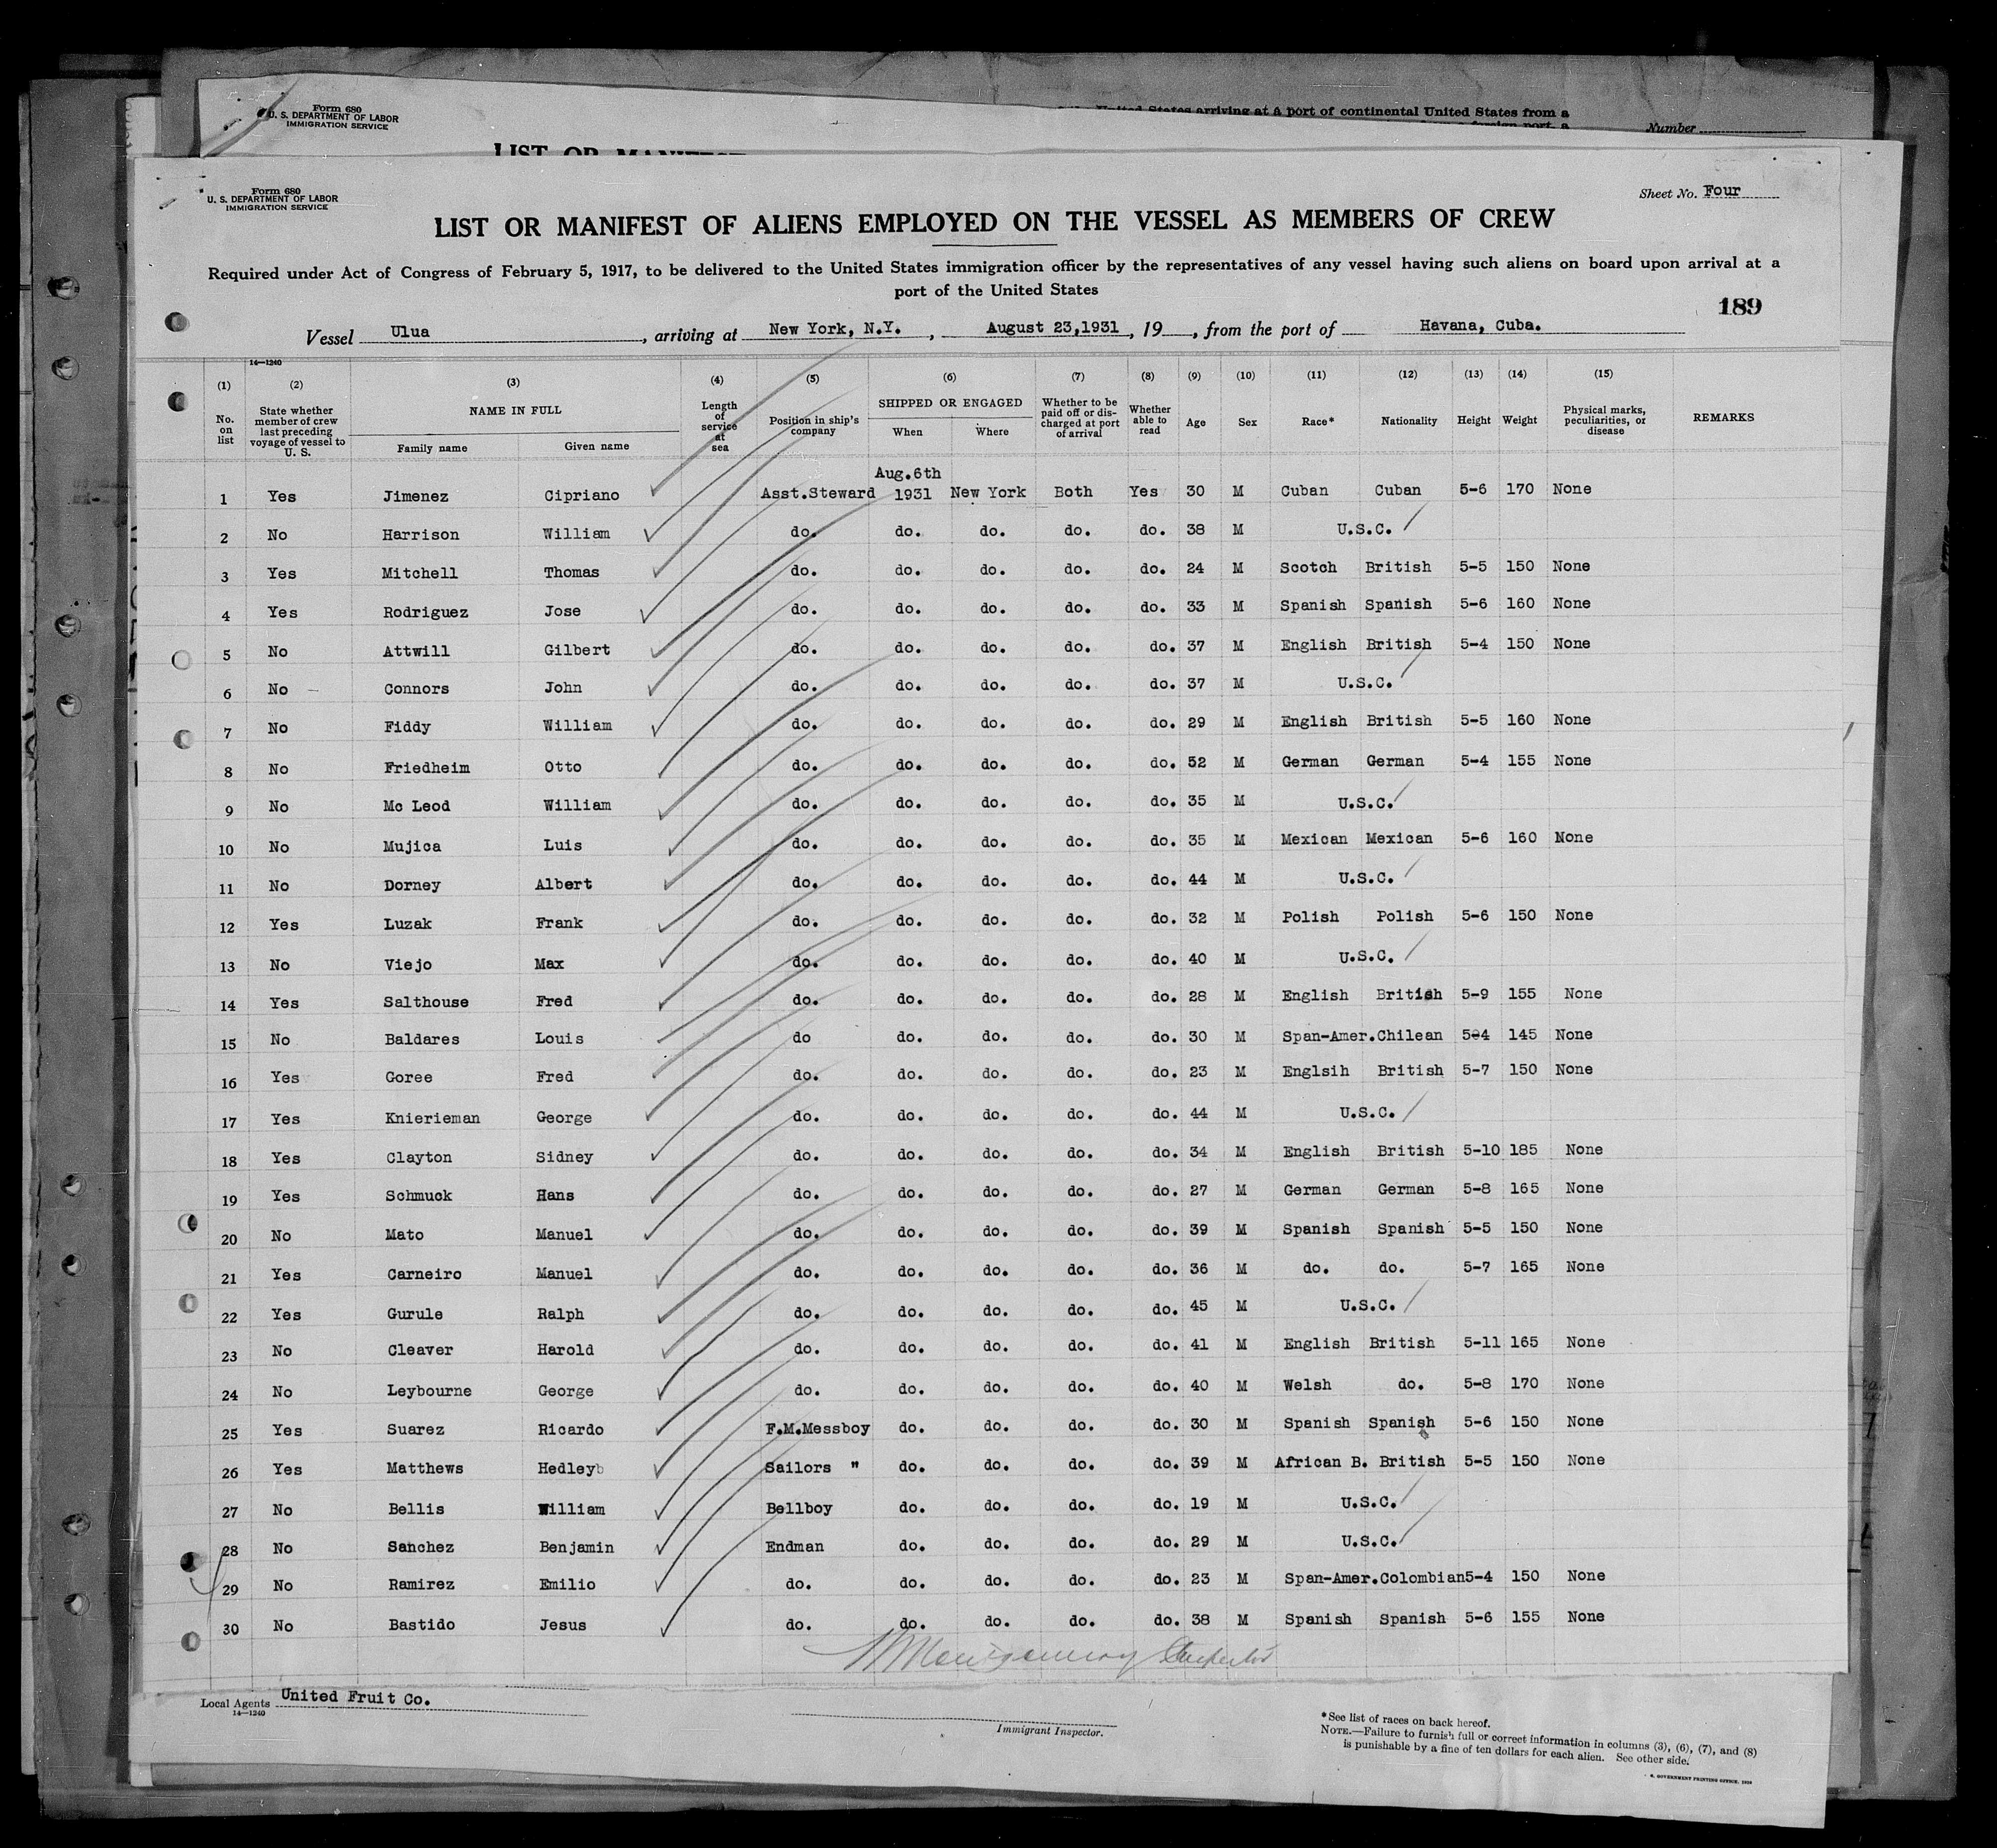 Form 680
U. S. DEPARTMENT OF LABOR
IMMIGRATION SERVICE
United States arriving at a port of continental United States from a
Number
LIST OR MANIFEST
Form 680
U. S. DEPARTMENT OF LABOR
IMMIGRATION SERVICE
Sheet No. Four
LIST OR MANIFEST OF ALIENS EMPLOYED ON THE VESSEL AS MEMBERS OF CREW
Required under Act of Congress of February 5, 1917, to be delivered to the United States immigration officer by the representatives of any vessel having such aliens on board upon arrival at a
port of the United States
189
Vessel Ulua, arriving at New York, N.Y., August 23,1931, 19, from the port of Havana, Cuba.
14—1240
(1) (2) (3) (4) (5) (6) (7) (8) (9) (10) (11) (12) (13) (14) (15)
No. on list State whether member of crew last preceding voyage of vessel to U. S. NAME IN FULL Family name Given name Length of service at sea Position in ship's company SHIPPED OR ENGAGED When Where Whether to be paid off or discharged at port of arrival Whether able to read Age Sex Race* Nationality Height Weight Physical marks, peculiarities, or disease REMARKS
Aug.6th
1 Yes Jimenez Cipriano Asst.Steward 1931 New York Both Yes 30 M Cuban Cuban 5-6 170 None
2 No Harrison William do. do. do. do. do. 38 M U.S.C.
3 Yes Mitchell Thomas do. do. do. do. do. 24 M Scotch British 5-5 150 None
4 Yes Rodriguez Jose do. do. do. do. do. 33 M Spanish Spanish 5-6 160 None
5 No Attwill Gilbert do. do. do. do. do. 37 M English British 5-4 150 None
6 No Connors John do. do. do. do. do. 37 M U.S.C.
7 No Fiddy William do. do. do. do. do. 29 M English British 5-5 160 None
8 No Friedheim Otto do. do. do. do. do. 52 M German German 5-4 155 None
9 No Mc Leod William do. do. do. do. do. 35 M U.S.C.
10 No Mujica Luis do. do. do. do. do. 35 M Mexican Mexican 5-6 160 None
11 No Dorney Albert do. do. do. do. do. 44 M U.S.C.
12 Yes Luzak Frank do. do. do. do. do. 32 M Polish Polish 5-6 150 None
13 No Viejo Max do. do. do. do. do. 40 M U.S.C.
14 Yes Salthouse Fred do. do. do. do. do. 28 M English British 5-9 155 None
15 No Baldares Louis do do. do. do. do. 30 M Span-Amer. Chilean 5-4 145 None
16 Yes Goree Fred do. do. do. do. do. 23 M Englsih British 5-7 150 None
17 Yes Knierieman George do. do. do. do. do. 44 M U.S.C.
18 Yes Clayton Sidney do. do. do. do. do. 34 M English British 5-10 185 None
19 Yes Schmuck Hans do. do. do. do. do. 27 M German German 5-8 165 None
20 No Mato Manuel do. do. do. do. do. 39 M Spanish Spanish 5-5 150 None
21 Yes Carneiro Manuel do. do. do. do. do. 36 M do. do. 5-7 165 None
22 Yes Gurule Ralph do. do. do. do. do. 45 M U.S.C.
23 No Cleaver Harold do. do. do. do. do. 41 M English British 5-11 165 None
24 No Leybourne George do. do. do. do. do. 40 M Welsh do. 5-8 170 None
25 Yes Suarez Ricardo F.M.Messboy do. do. do. do. 30 M Spanish Spanish 5-6 150 None
26 Yes Matthews Hedley Sailors " do. do. do. do. 39 M African B. British 5-5 150 None
27 No Bellis William Bellboy do. do. do. do. 19 M U.S.C.
28 No Sanchez Benjamin Endman do. do. do. do. 29 M U.S.C.
29 No Ramirez Emilio do. do. do. do. do. 23 M Span-Amer. Colombian 5-4 150 None
30 No Bastido Jesus do. do. do. do. do. 38 M Spanish Spanish 5-6 155 None
Montgomery Inspector
Local Agents United Fruit Co.
14—1240
Immigrant Inspector.
*See list of races on back hereof.
NOTE.—Failure to furnish full or correct information in columns (3), (6), (7), and (8)
is punishable by a fine of ten dollars for each alien. See other side.